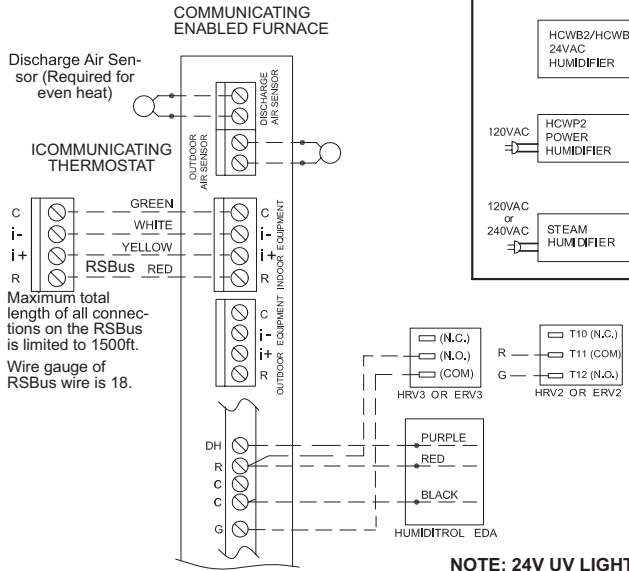 COMMUNICATING
ENABLED FURNACE
Discharge Air Sen-
sor (Required for
even heat)
DISCHARGE
AIR SENSOR
OUTDOOR
AIR SENSOR
ICOMMUNICATING
THERMOSTAT
C
i-
i+
R
GREEN
WHITE
YELLOW
RSBus RED
C
i-
i+
R
INDOOR EQUIPMENT
Maximum total
length of all connec-
tions on the RSBus
is limited to 1500ft.
Wire gauge of
RSBus wire is 18.
C
i-
i+
R
OUTDOOR EQUIPMENT
DH
R
C
C
G
HCWB2/HCWB
24VAC
HUMIDIFIER
120VAC
HCWP2
POWER
HUMIDIFIER
120VAC
or
240VAC
STEAM
HUMIDIFIER
(N.C.)
(N.O.)
(COM)
HRV3 OR ERV3
R
G
T10 (N.C.)
T11 (COM)
T12 (N.O.)
HRV2 OR ERV2
PURPLE
RED
BLACK
HUMIDITROL EDA
NOTE: 24V UV LIGHT